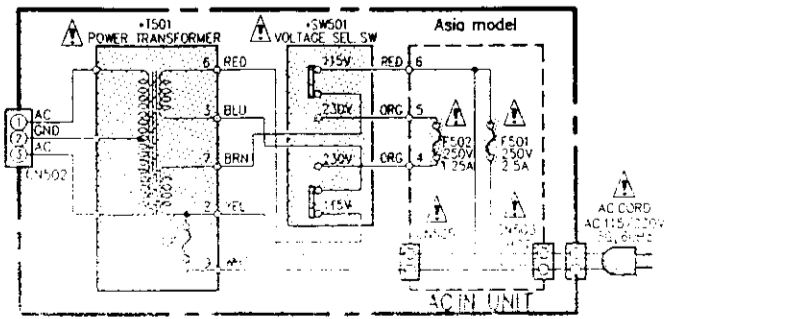 *T501
POWER TRANSFORMER
*SW501
VOLTAGE SEL. SW
Asia model
6 RED
115V
RED 6
AC
1
GND
2
AC
3
CN502
BLU
230V
ORG 5
F502
250V
1.25A
F501
250V
2.5A
7 BRN
230V
ORG 4
2 YEL
115V
AC CORD
AC IN UNIT